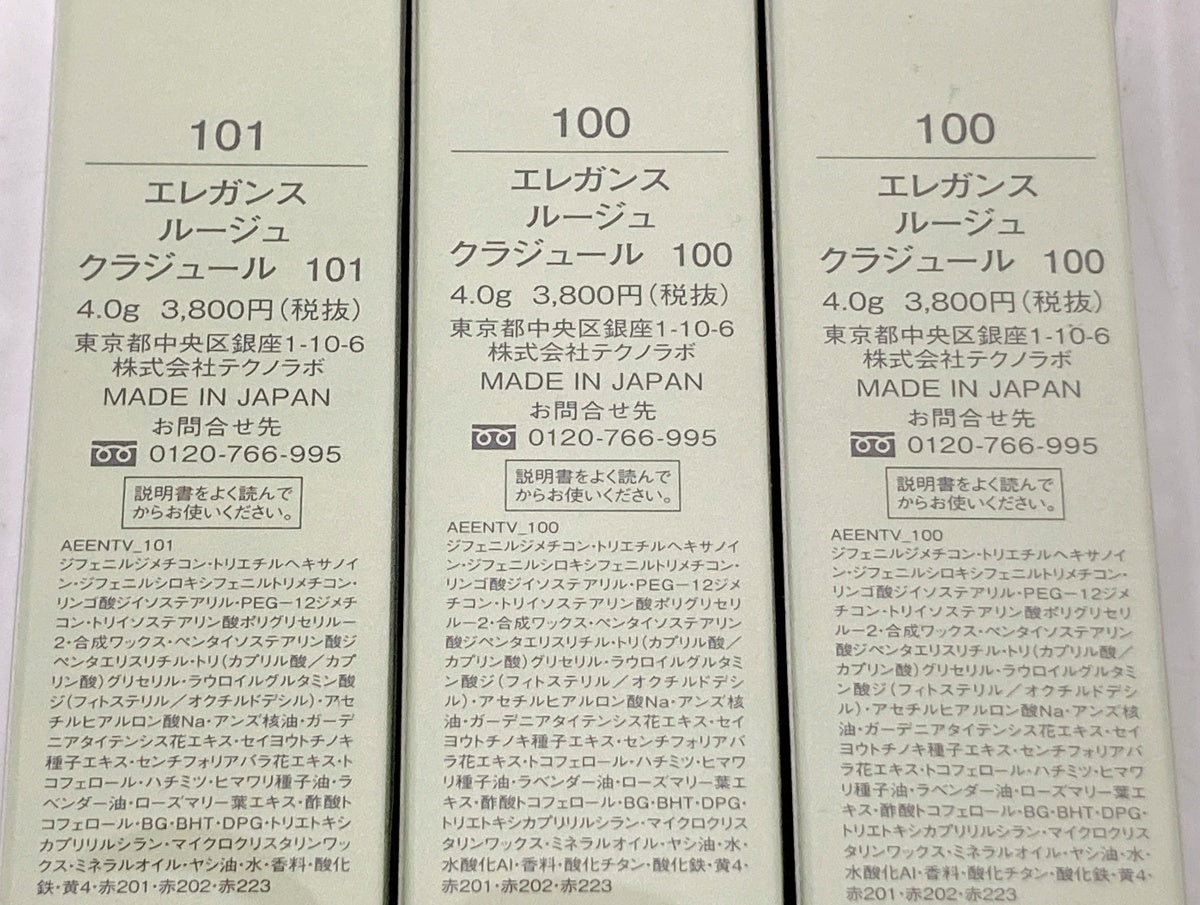 101
エレガンス
ルージュ
クラジュール 101
4.0g 3,800円(税抜)
東京都中央区銀座1-10-6
株式会社テクノラボ
MADE IN JAPAN
お問合せ先
0120-766-995
説明書をよく読んで
からお使いください。
AEENTV_101
ジフェニルジメチコン・トリエチルヘキサノイ
ン・ジフェニルシロキシフェニルトリメチコン・
リンゴ酸ジイソステアリル・PEG－12ジメチ
コン・トリイソステアリン酸ポリグリセリルー
2・合成ワックス・ペンタイソステアリン酸ジ
ペンタエリスリチル・トリ(カプリル酸／カプ
リン酸)グリセリル・ラウロイルグルタミン酸
ジ(フィトステリル／オクチルドデシル)・アセ
チルヒアルロン酸Na・アンズ核油・ガーデ
ニアタイテンシス花エキス・セイヨウトチノキ
種子エキス・センチフォリアバラ花エキス・ト
コフェロール・ハチミツ・ヒマワリ種子油・ラ
ベンダー油・ローズマリー葉エキス・酢酸ト
コフェロール・BG・BHT・DPG・トリエトキシ
カプリリルシラン・マイクロクリスタリンワッ
クス・ミネラルオイル・ヤシ油・水・香料・酸化
鉄・黄4・赤201・赤202・赤223
100
エレガンス
ルージュ
クラジュール 100
4.0g 3,800円(税抜)
東京都中央区銀座1-10-6
株式会社テクノラボ
MADE IN JAPAN
お問合せ先
0120-766-995
説明書をよく読んで
からお使いください。
AEENTV_100
ジフェニルジメチコン・トリエチルヘキサノイ
ン・ジフェニルシロキシフェニルトリメチコン・
リンゴ酸ジイソステアリル・PEG－12ジメ
チコン・トリイソステアリン酸ポリグリセリ
ルー2・合成ワックス・ペンタイソステアリン
酸ジペンタエリスリチル・トリ(カプリル酸／
カプリン酸)グリセリル・ラウロイルグルタミ
ン酸ジ(フィトステリル／オクチルドデシ
ル)・アセチルヒアルロン酸Na・アンズ核
油・ガーデニアタイテンシス花エキス・セイ
ヨウトチノキ種子エキス・センチフォリアバ
ラ花エキス・トコフェロール・ハチミツ・ヒマワ
リ種子油・ラベンダー油・ローズマリー葉エ
キス・酢酸トコフェロール・BG・BHT・DPG・
トリエトキシカプリリルシラン・マイクロクリス
タリンワックス・ミネラルオイル・ヤシ油・水・
水酸化Al・香料・酸化チタン・酸化鉄・黄4・
赤201・赤202・赤223
100
エレガンス
ルージュ
クラジュール 100
4.0g 3,800円(税抜)
東京都中央区銀座1-10-6
株式会社テクノラボ
MADE IN JAPAN
お問合せ先
0120-766-995
説明書をよく読んで
からお使いください。
AEENTV_100
ジフェニルジメチコン・トリエチルヘキサノイ
ン・ジフェニルシロキシフェニルトリメチコン・
リンゴ酸ジイソステアリル・PEG－12ジメ
チコン・トリイソステアリン酸ポリグリセリ
ルー2・合成ワックス・ペンタイソステアリン
酸ジペンタエリスリチル・トリ(カプリル酸／
カプリン酸)グリセリル・ラウロイルグルタミ
ン酸ジ(フィトステリル／オクチルドデシ
ル)・アセチルヒアルロン酸Na・アンズ核
油・ガーデニアタイテンシス花エキス・セイ
ヨウトチノキ種子エキス・センチフォリアバ
ラ花エキス・トコフェロール・ハチミツ・ヒマワ
リ種子油・ラベンダー油・ローズマリー葉エ
キス・酢酸トコフェロール・BG・BHT・DPG・
トリエトキシカプリリルシラン・マイクロクリス
タリンワックス・ミネラルオイル・ヤシ油・水・
水酸化Al・香料・酸化チタン・酸化鉄・黄4・
赤201・赤202・赤223